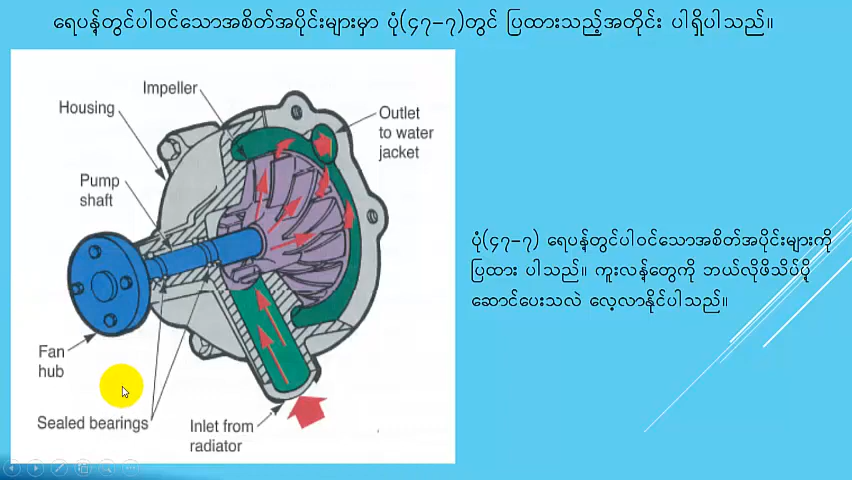 ရေပန့်တွင်ပါဝင်သောအစိတ်အပိုင်းများမှာ ပုံ(၄၇–၇)တွင် ပြထားသည့်အတိုင်း ပါရှိပါသည်။
Impeller
Housing
Outlet
to water
jacket
Pump
shaft
ပုံ(၄၇–၇) ရေပန့်တွင်ပါဝင်သောအစိတ်အပိုင်းများကို
ပြထား ပါသည်။ ကူးလန့်တွေကို ဘယ်လိုဖိသိပ်ပို့
ဆောင်ပေးသလဲ လေ့လာနိုင်ပါသည်။
Fan
hub
Sealed bearings
Inlet from
radiator